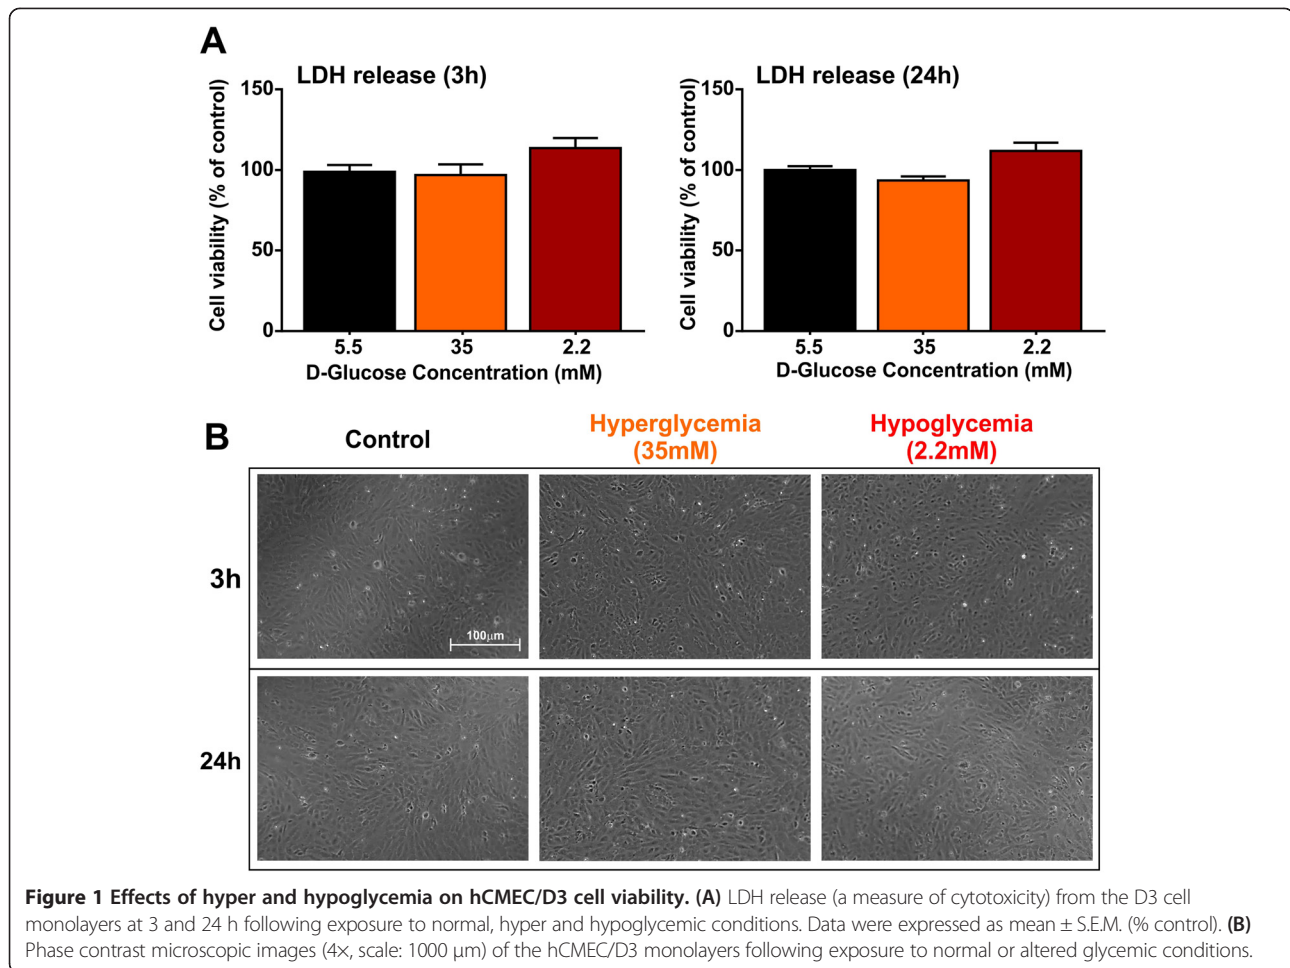 A
LDH release (3h)
Cell viability (% of control)
150
100
50
0
5.5 35 2.2
D-Glucose Concentration (mM)
LDH release (24h)
Cell viability (% of control)
150
100
50
0
5.5 35 2.2
D-Glucose Concentration (mM)
B
Control
Hyperglycemia
(35mM)
Hypoglycemia
(2.2mM)
3h
100μm
24h
Figure 1 Effects of hyper and hypoglycemia on hCMEC/D3 cell viability. (A) LDH release (a measure of cytotoxicity) from the D3 cell
monolayers at 3 and 24 h following exposure to normal, hyper and hypoglycemic conditions. Data were expressed as mean ± S.E.M. (% control). (B)
Phase contrast microscopic images (4×, scale: 1000 μm) of the hCMEC/D3 monolayers following exposure to normal or altered glycemic conditions.